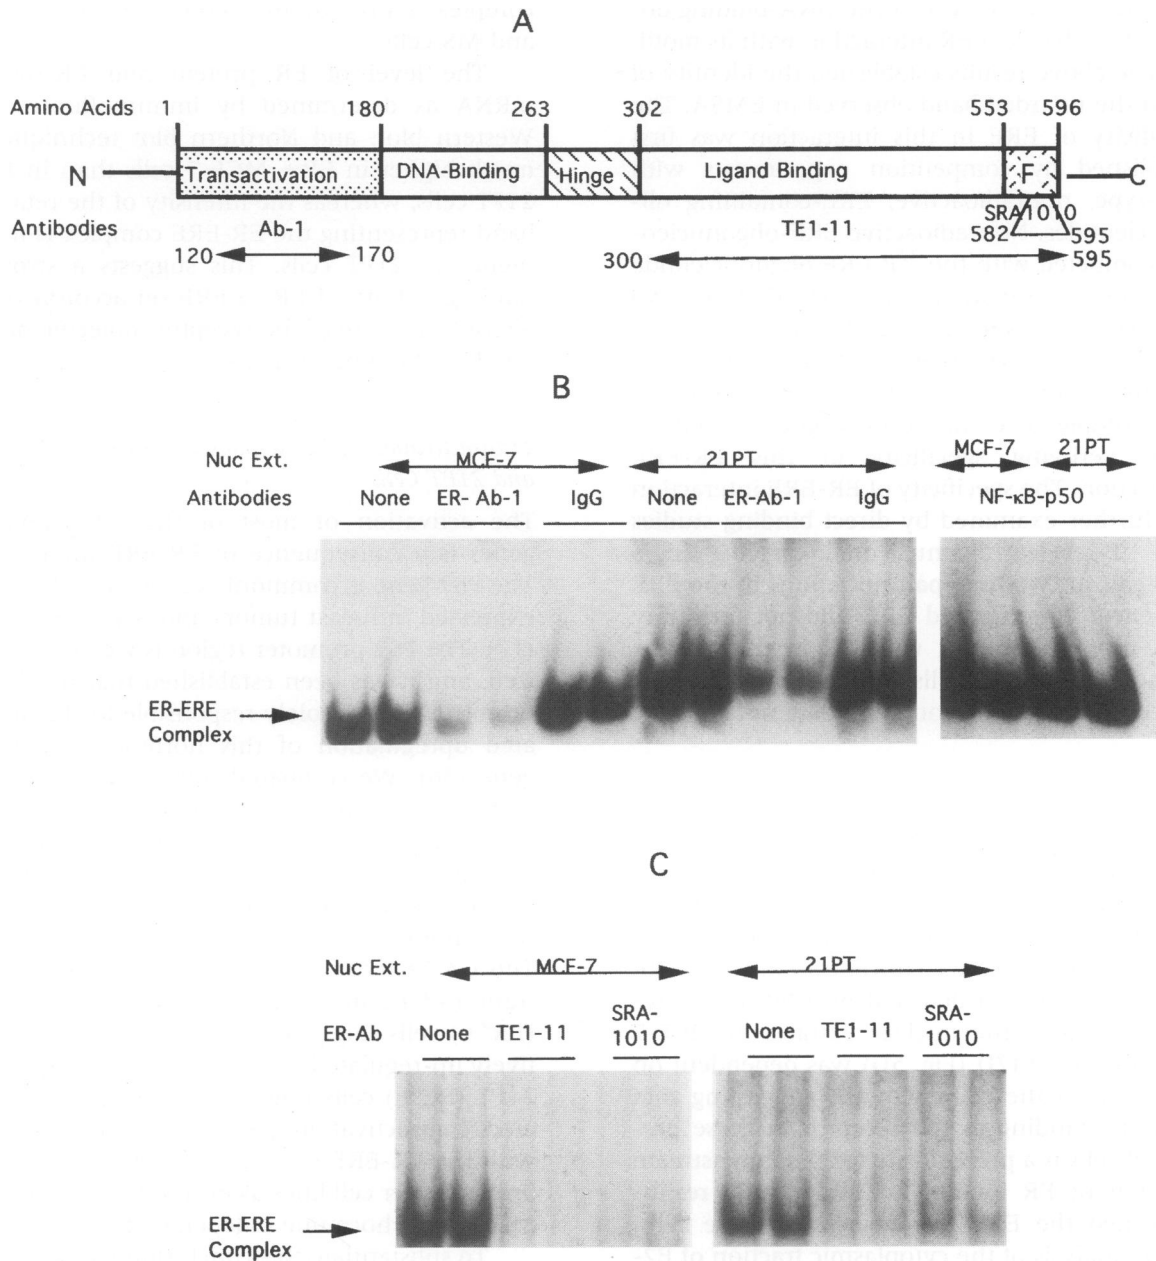 A
Amino Acids 1 180 263 302 553 596
N Transactivation DNA-Binding Hinge Ligand Binding F C
Antibodies Ab-1 TE1-11 SRA1010
120 170 300 582 595
595
B
Nuc Ext. MCF-7 21PT MCF-7 21PT
Antibodies None ER- Ab-1 IgG None ER-Ab-1 IgG NF-κB-p50
ER-ERE
Complex
C
Nuc Ext. MCF-7 21PT
ER-Ab None TE1-11 SRA-
1010 None TE1-11 SRA-
1010
ER-ERE
Complex